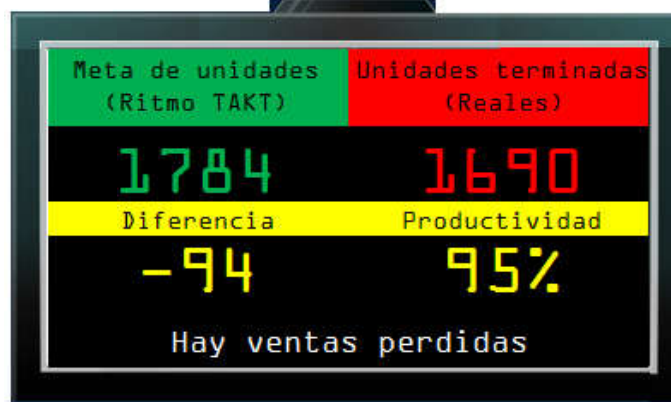 Meta de unidades
(Ritmo TAKT)
Unidades terminadas
(Reales)
1784
1690
Diferencia
Productividad
-94
95%
Hay ventas perdidas